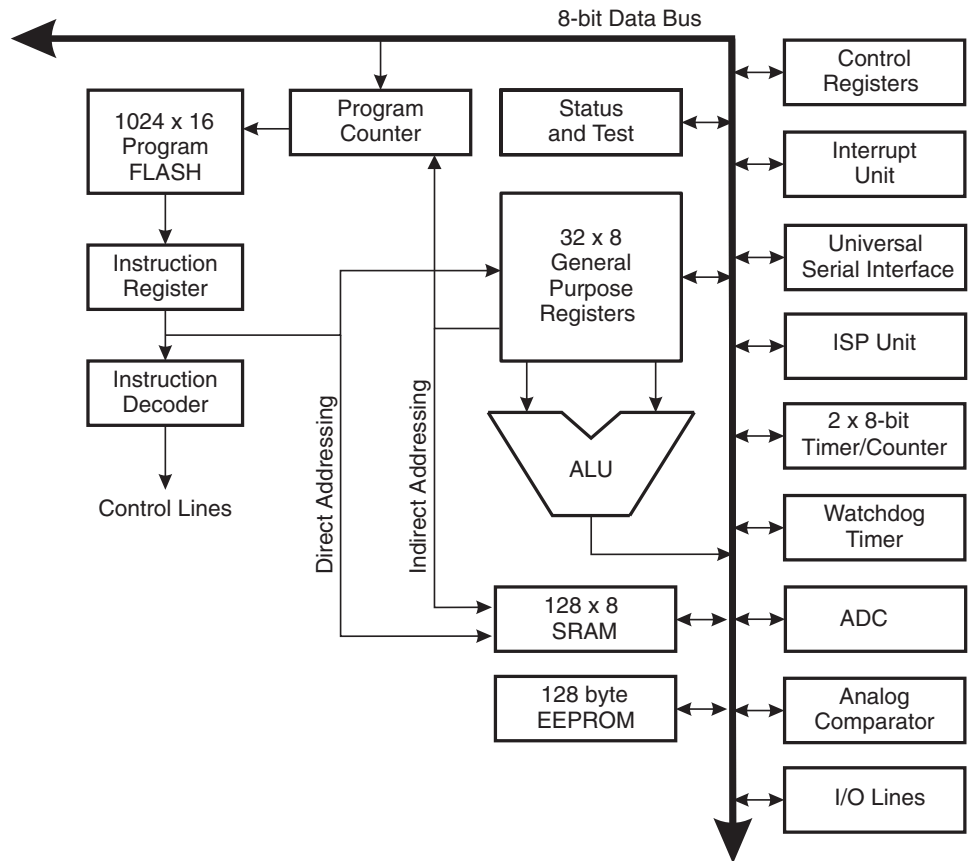 8-bit Data Bus
1024 x 16
Program
FLASH
Program
Counter
Status
and Test
Control
Registers
Interrupt
Unit
Instruction
Register
32 x 8
General
Purpose
Registers
Universal
Serial Interface
ISP Unit
Instruction
Decoder
Direct Addressing
Indirect Addressing
ALU
2 x 8-bit
Timer/Counter
Control Lines
Watchdog
Timer
128 x 8
SRAM
ADC
128 byte
EEPROM
Analog
Comparator
I/O Lines